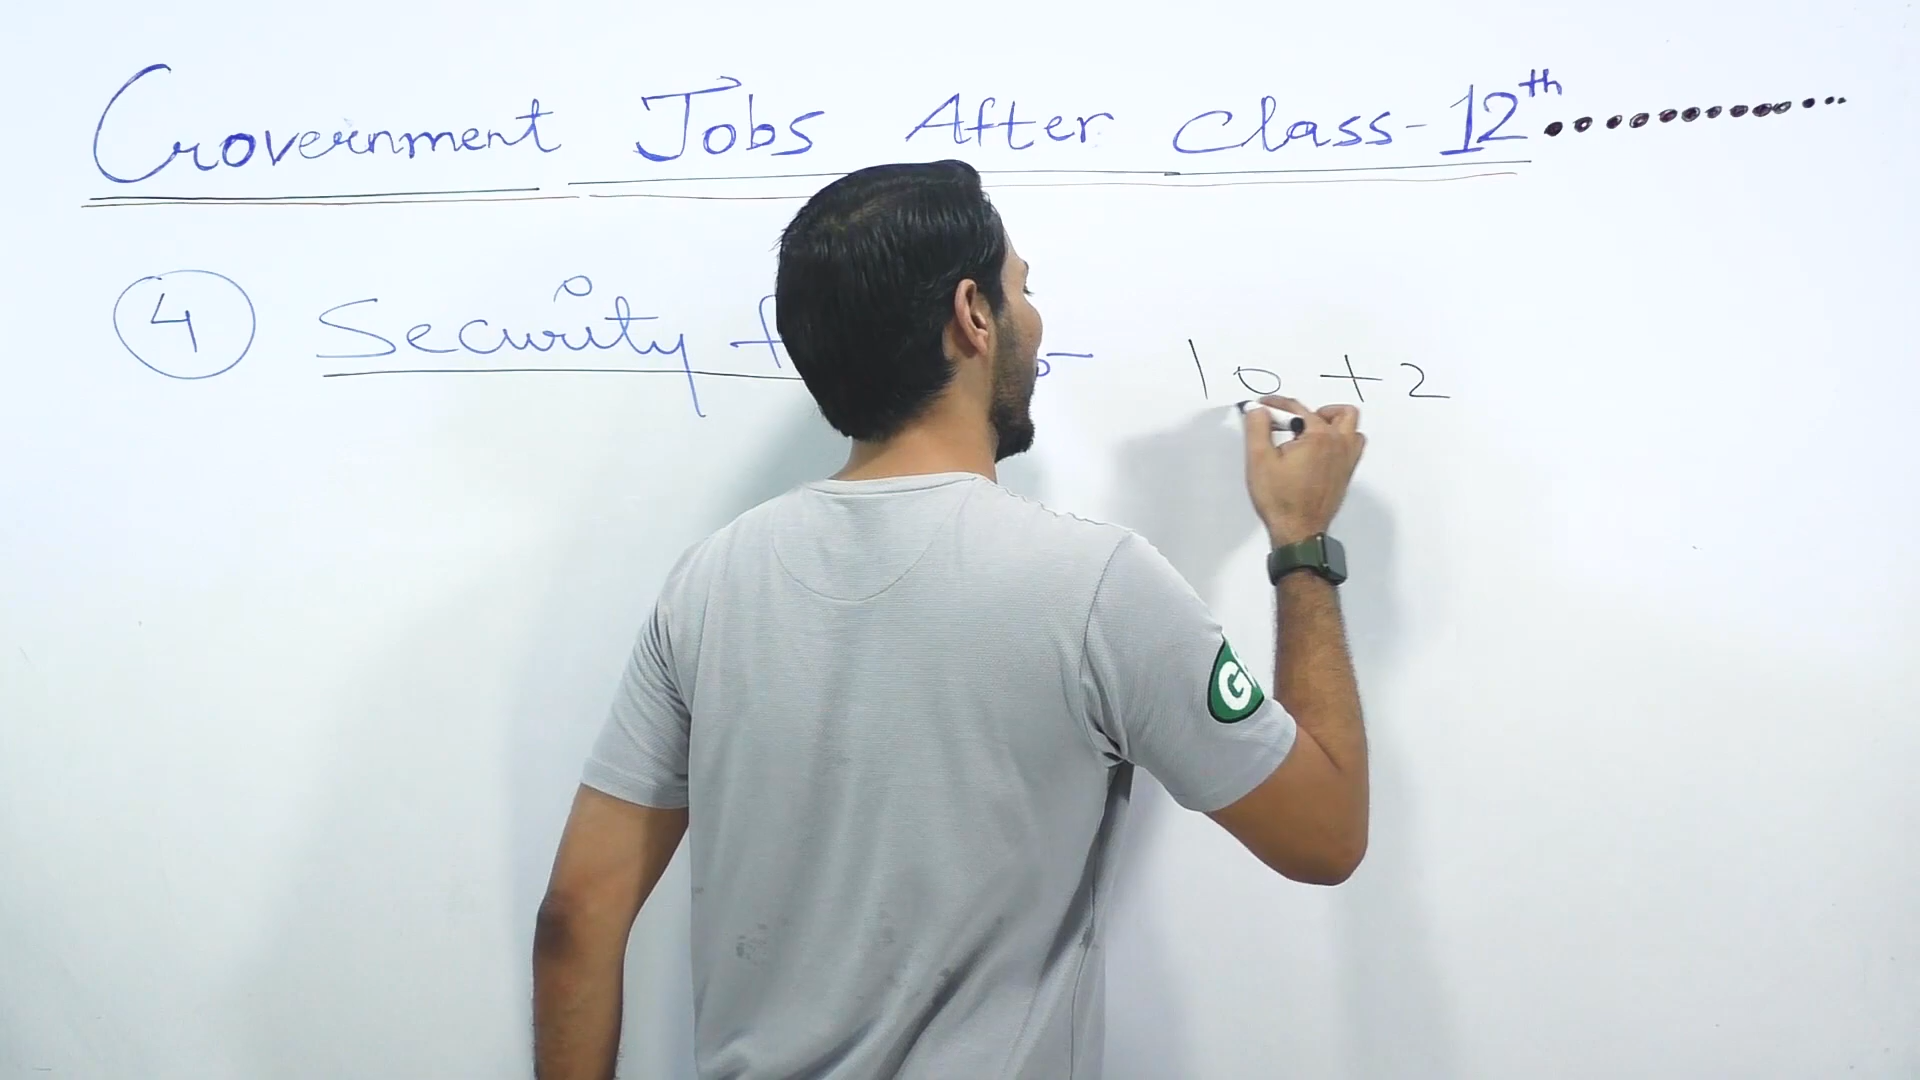 Government Jobs After Class-12th............
4 Security
10 + 2
G